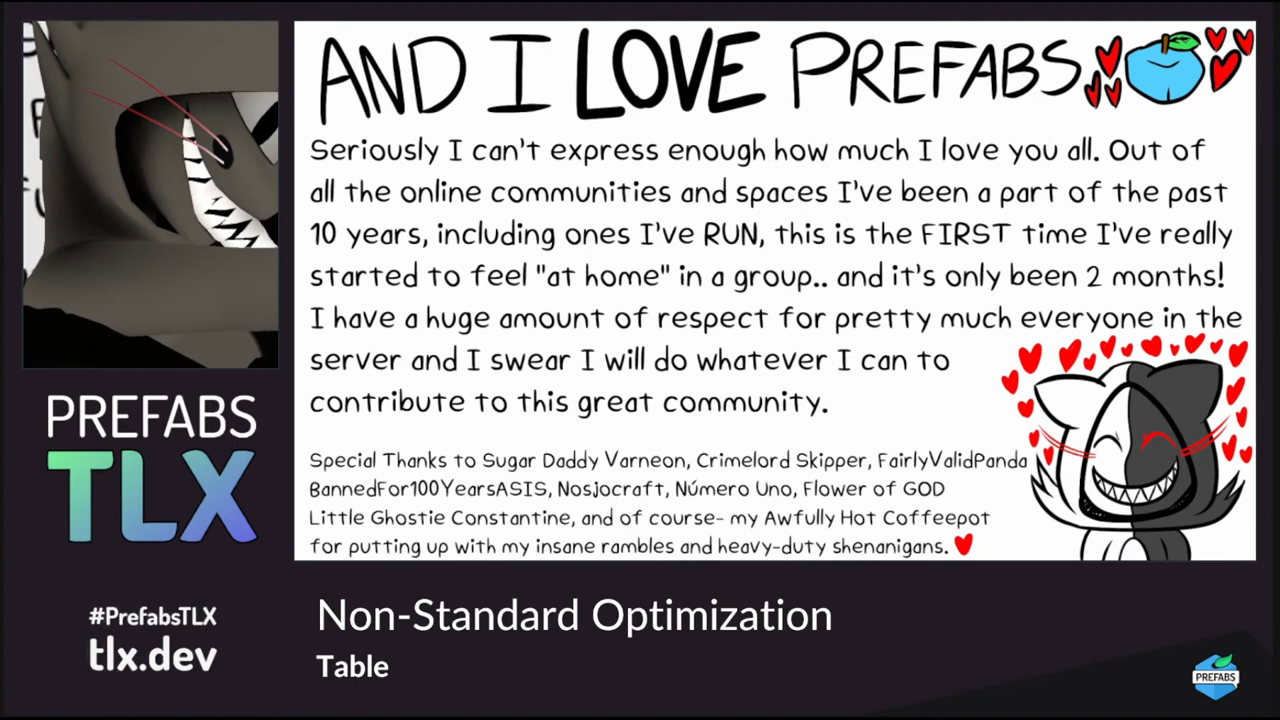 AND I LOVE PREFABS
Seriously I can't express enough how much I love you all. Out of
all the online communities and spaces I've been a part of the past
10 years, including ones I've RUN, this is the FIRST time I've really
started to feel "at home" in a group.. and it's only been 2 months!
I have a huge amount of respect for pretty much everyone in the
server and I swear I will do whatever I can to
contribute to this great community.
Special Thanks to Sugar Daddy Varneon, Crimelord Skipper, FairlyValidPanda
BannedFor100YearsASIS, Nosjocraft, Número Uno, Flower of GOD
Little Ghostie Constantine, and of course- my Awfully Hot Coffeepot
for putting up with my insane rambles and heavy-duty shenanigans.
PREFABS
TLX
#PrefabsTLX
tlx.dev
Non-Standard Optimization
Table
PREFABS